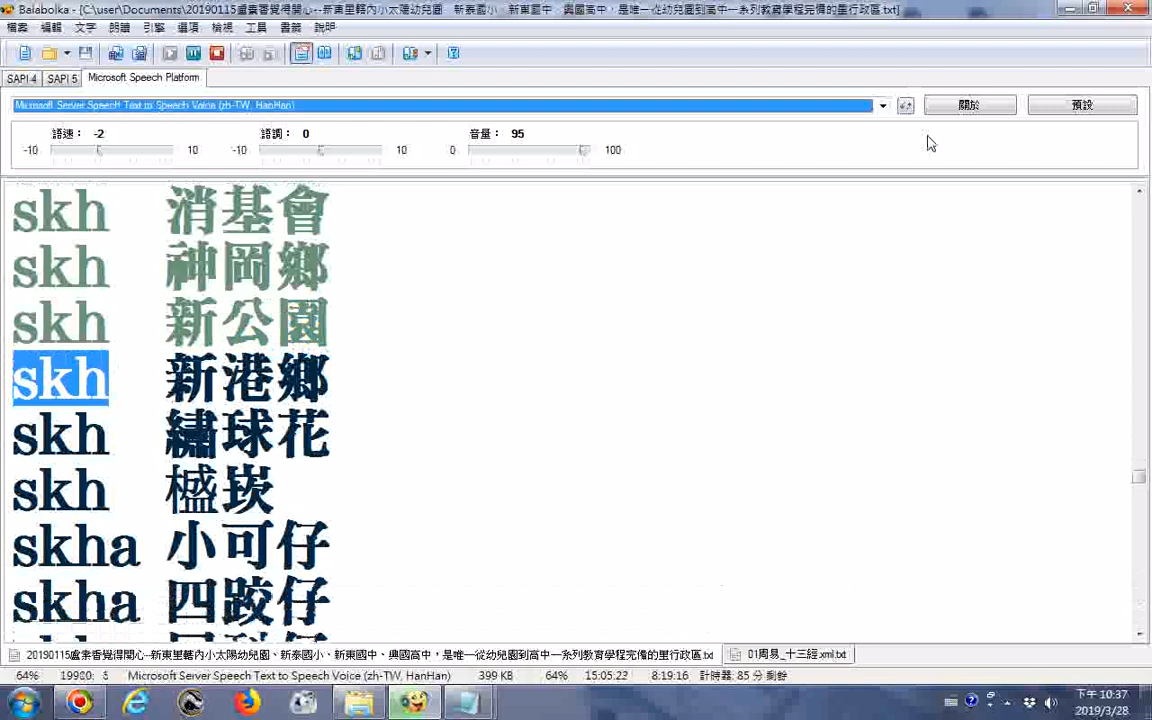 Balabolka - [C:\user\Documents\20190115盧素香覺得開心--新東里轄內小太陽幼兒園、新泰國小、新東國中、興國高中，是唯一從幼兒園到高中一系列教育學程完備的里行政區.txt]
檔案 編輯 文字 朗讀 引擎 選項 檢視 工具 書籤 說明
SAPI 4 SAPI 5 Microsoft Speech Platform
Microsoft Server Speech Text to Speech Voice (zh-TW, HanHan) 關於 預設
語速： -2 語調： 0 音量： 95
-10 10 -10 10 0 100
skh 消基會
skh 神岡鄉
skh 新公園
skh 新港鄉
skh 繡球花
skh 楹崁
skha 小可仔
skha 四跤仔
20190115盧素香覺得開心--新東里轄內小太陽幼兒園、新泰國小、新東國中、興國高中，是唯一從幼兒園到高中一系列教育學程完備的里行政區.txt 01周易_十三經.txt
64% Microsoft Server Speech Text to Speech Voice (zh-TW, HanHan) 399 KB 64% 15:05:22 8:19:16 計時器: 85 分 剩餘
下午 10:37
2019/3/28